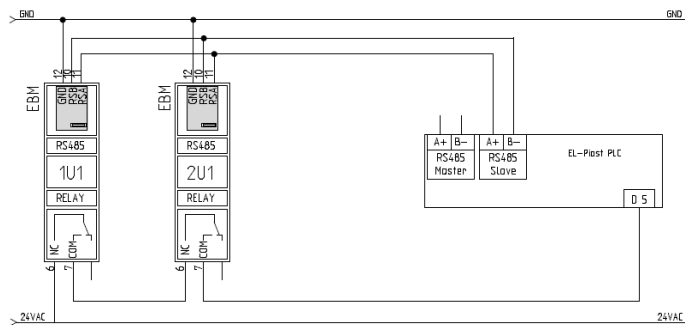 GND GND
12 10 11 12 10 11
EBM GND RSB RSA EBM GND RSB RSA
A+ B- A+ B- EL-Piast PLC
RS485 RS485 RS485 RS485
Master Slave
1U1 2U1
RELAY RELAY D 5
NC COM NC COM
6 7 6 7
24VAC 24VAC